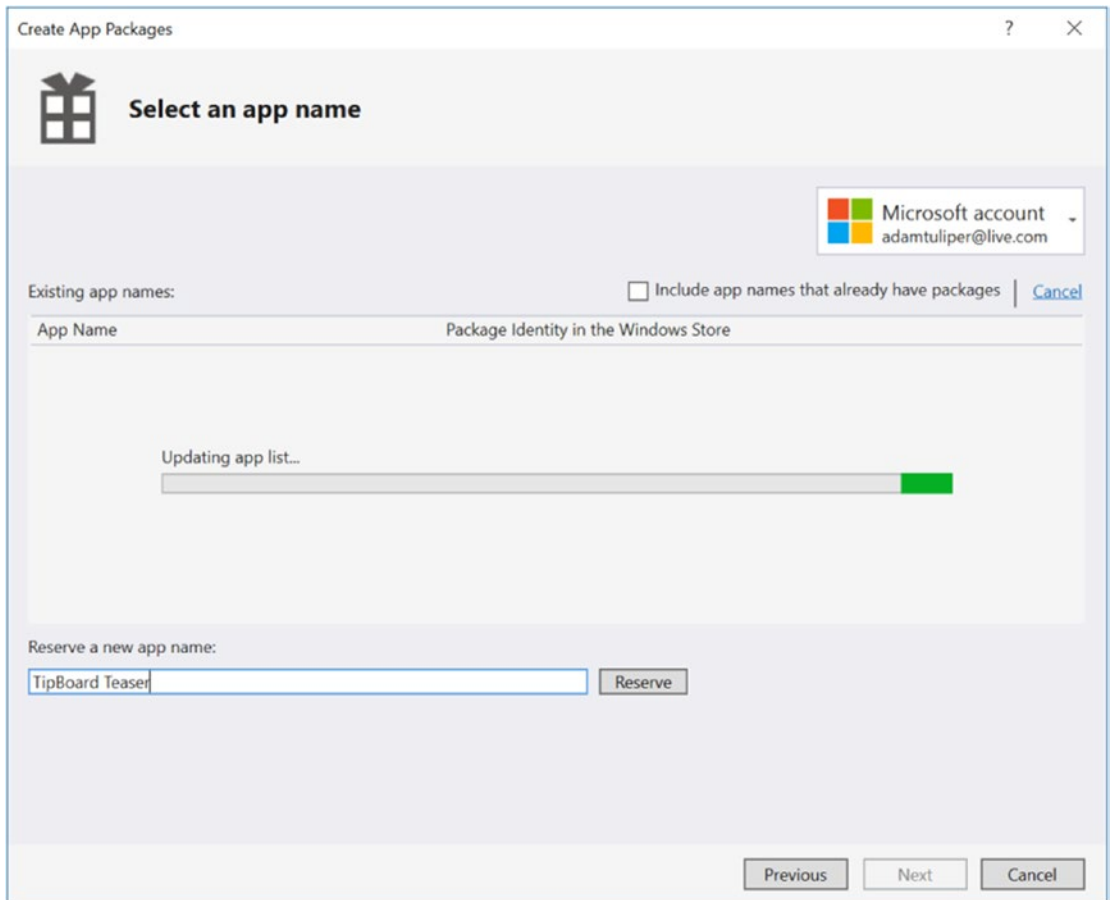 Create App Packages
?
Select an app name
Microsoft account
adamtuliper@live.com
Existing app names:
Include app names that already have packages
Cancel
App Name
Package Identity in the Windows Store
Updating app list...
Reserve a new app name:
TipBoard Teaser
Reserve
Previous
Next
Cancel